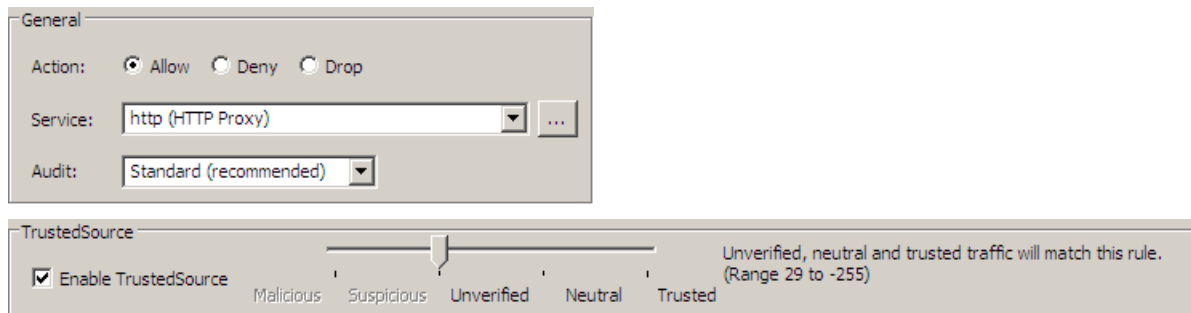 General
Action: Allow Deny Drop
Service: http (HTTP Proxy) ...
Audit: Standard (recommended)
TrustedSource
Unverified, neutral and trusted traffic will match this rule.
Enable TrustedSource (Range 29 to -255)
Malicious Suspicious Unverified Neutral Trusted